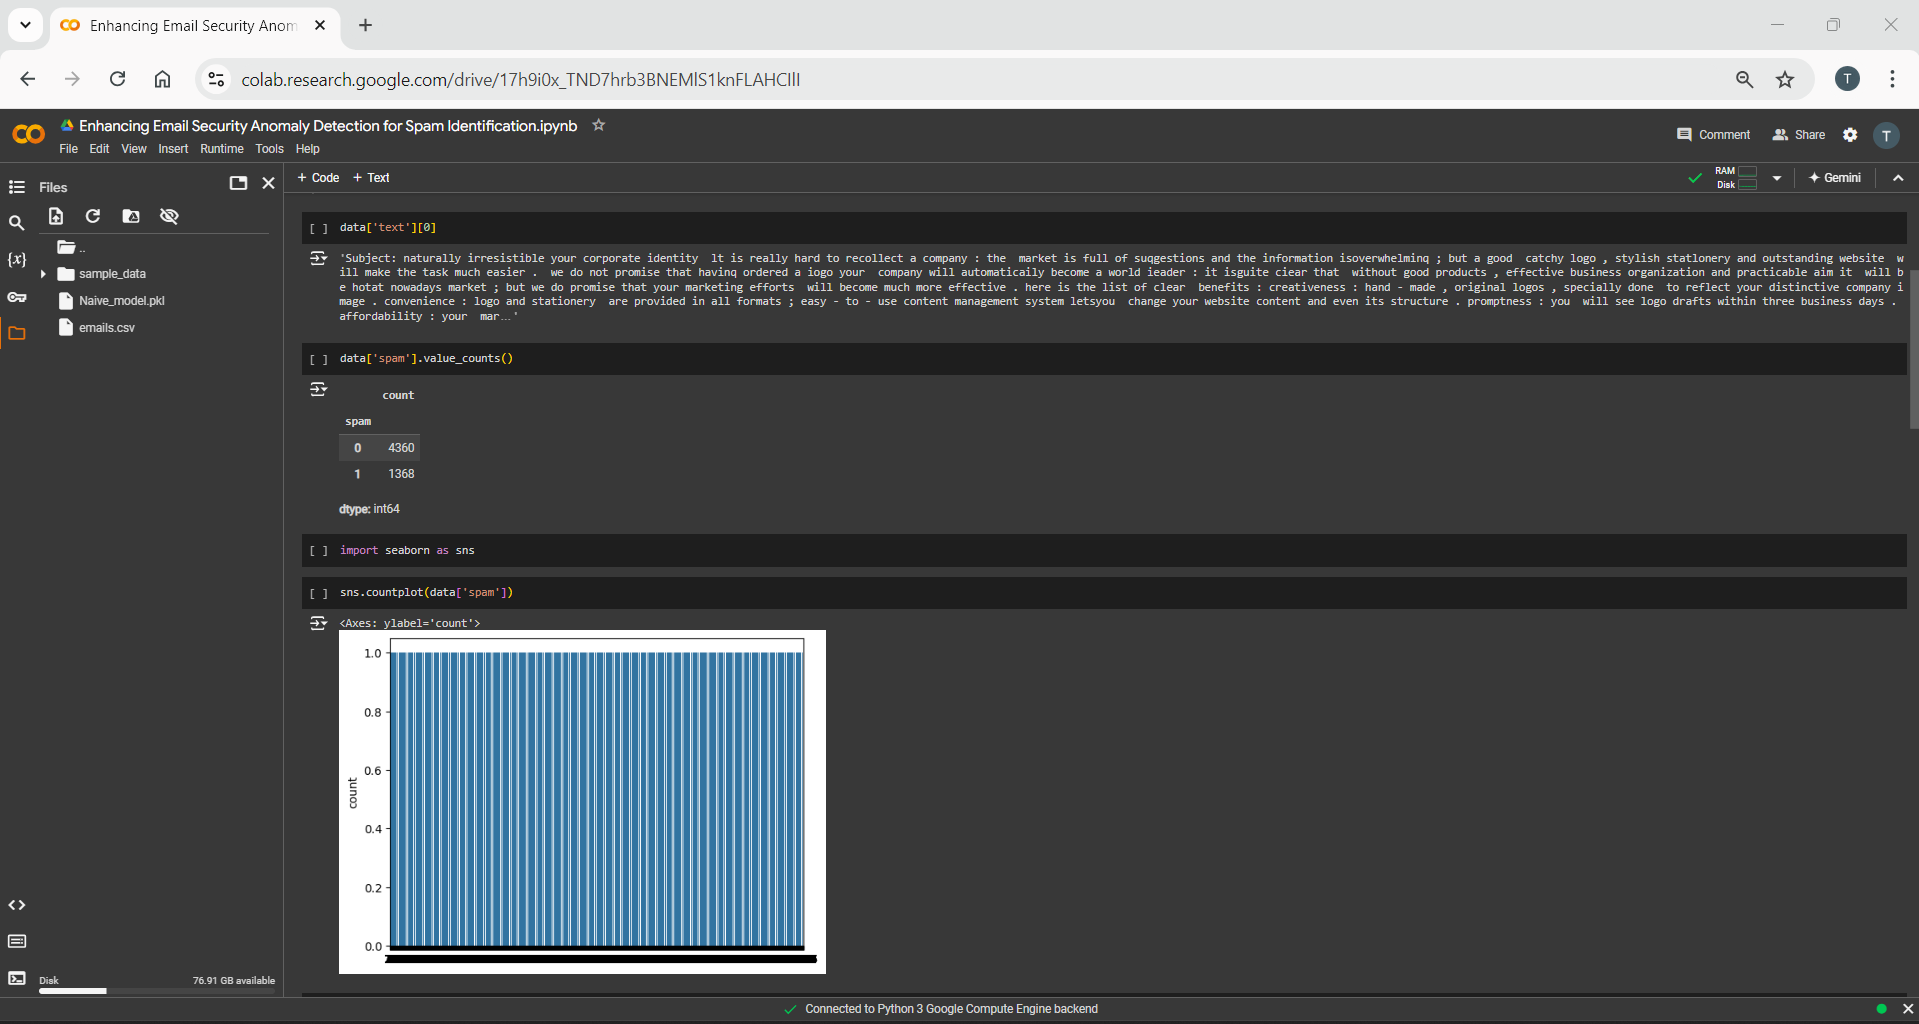 Enhancing Email Security Anom
colab.research.google.com/drive/17h9i0x_TND7hrb3BNEMlS1knFLAHCIlI
T
Enhancing Email Security Anomaly Detection for Spam Identification.ipynb
Comment
Share
T
File Edit View Insert Runtime Tools Help
Files
+ Code + Text
RAM
Disk
Gemini
[ ] data['text'][0]
'Subject: naturally irresistible your corporate identity  lt is really hard to recollect a company : the  market is full of suqgestions and the information isoverwhelminq ; but a good  catchy logo , stylish statlonery and outstanding website  w
ill make the task much easier .  we do not promise that havinq ordered a iogo your  company will automaticaily become a world ieader : it isguite ciear that  without good products , effective business organization and practicable aim it  will b
e hotat nowadays market ; but we do promise that your marketing efforts  will become much more effective . here is the list of clear  benefits : creativeness : hand - made , original logos , specially done  to reflect your distinctive company i
mage . convenience : logo and stationery  are provided in all formats ; easy - to - use content management system letsyou  change your website content and even its structure . promptness : you  will see logo drafts within three business days .
affordability : your  mar...'
..
sample_data
Naive_model.pkl
emails.csv
{x}
[ ] data['spam'].value_counts()
count
spam
0 4360
1 1368
dtype: int64
[ ] import seaborn as sns
[ ] sns.countplot(data['spam'])
<Axes: ylabel='count'>
1.0
0.8
0.6
0.4
0.2
0.0
count
Disk 76.91 GB available
Connected to Python 3 Google Compute Engine backend